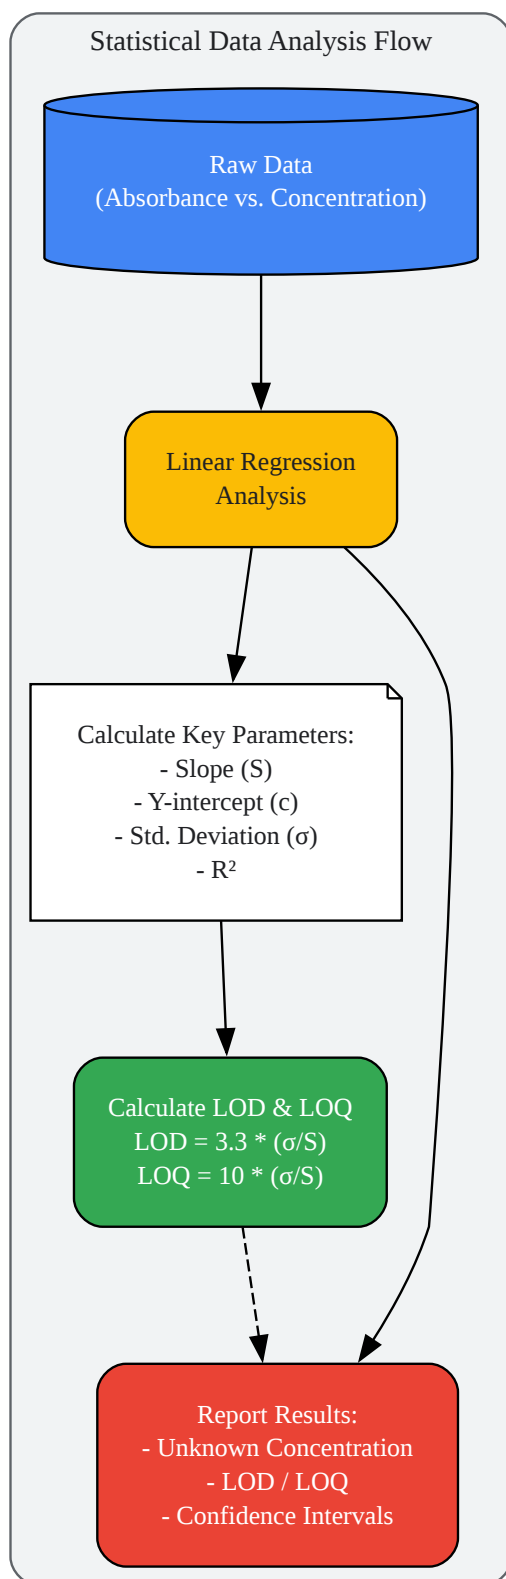 Statistical Data Analysis Flow
Raw Data
(Absorbance vs. Concentration)
Linear Regression
Analysis
Calculate Key Parameters:
- Slope (S)
- Y-intercept (c)
- Std. Deviation (σ)
- R²
Calculate LOD & LOQ
LOD = 3.3 * (σ/S)
LOQ = 10 * (σ/S)
Report Results:
- Unknown Concentration
- LOD / LOQ
- Confidence Intervals